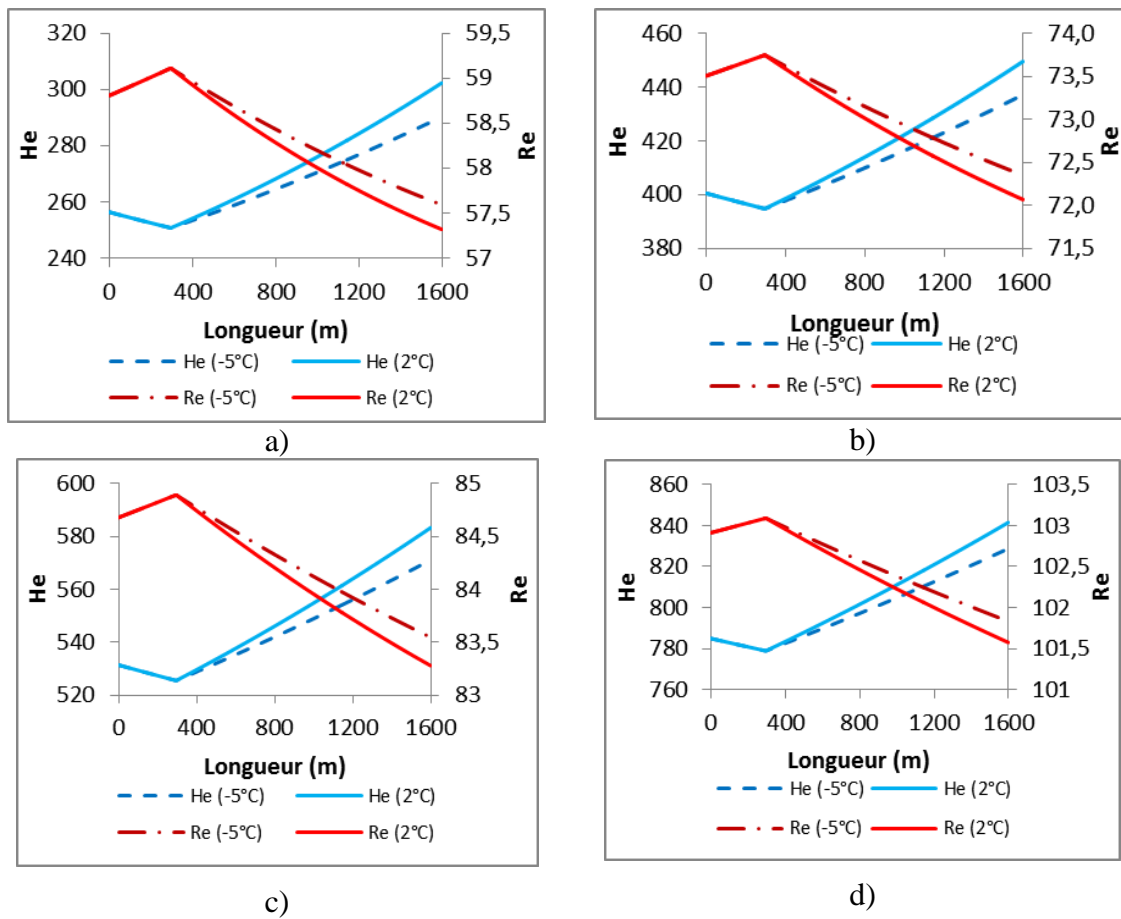 320
300
280
260
240
He
59,5
59
58,5
58
57,5
57
Re
0 400 800 1200 1600
Longueur (m)
He (-5°C) He (2°C)
Re (-5°C) Re (2°C)
a)
460
440
420
400
380
He
74,0
73,5
73,0
72,5
72,0
71,5
Re
0 400 800 1200 1600
Longueur (m)
He (-5°C) He (2°C)
Re (-5°C) Re (2°C)
b)
600
580
560
540
520
He
85
84,5
84
83,5
83
Re
0 400 800 1200 1600
Longueur (m)
He (-5°C) He (2°C)
Re (-5°C) Re (2°C)
c)
860
840
820
800
780
760
He
103,5
103
102,5
102
101,5
101
Re
0 400 800 1200 1600
Longueur (m)
He (-5°C) He (2°C)
Re (-5°C) Re (2°C)
d)